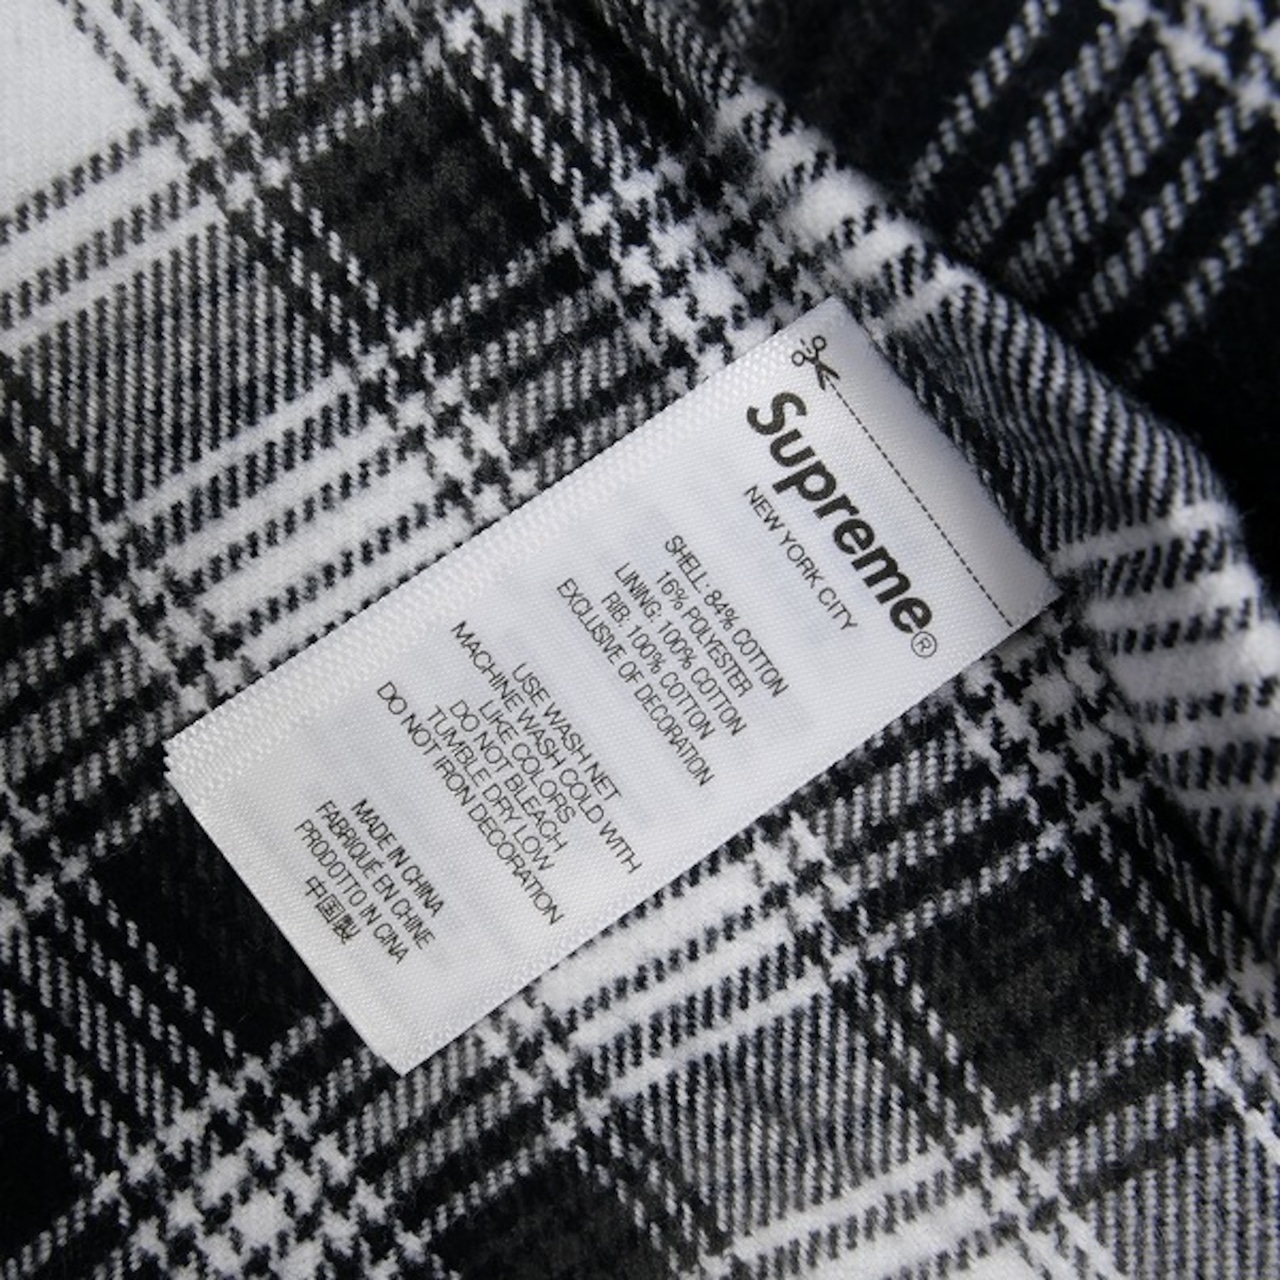 Supreme®
NEW YORK CITY
SHELL: 84% COTTON
16% POLYESTER
LINING: 100% COTTON
RIB: 100% COTTON
EXCLUSIVE OF DECORATION
USE WASH NET
MACHINE WASH COLD WITH
LIKE COLORS
DO NOT BLEACH
TUMBLE DRY LOW
DO NOT IRON DECORATION
MADE IN CHINA
FABRIQUÉ EN CHINE
PRODOTTO IN CINA
中国製